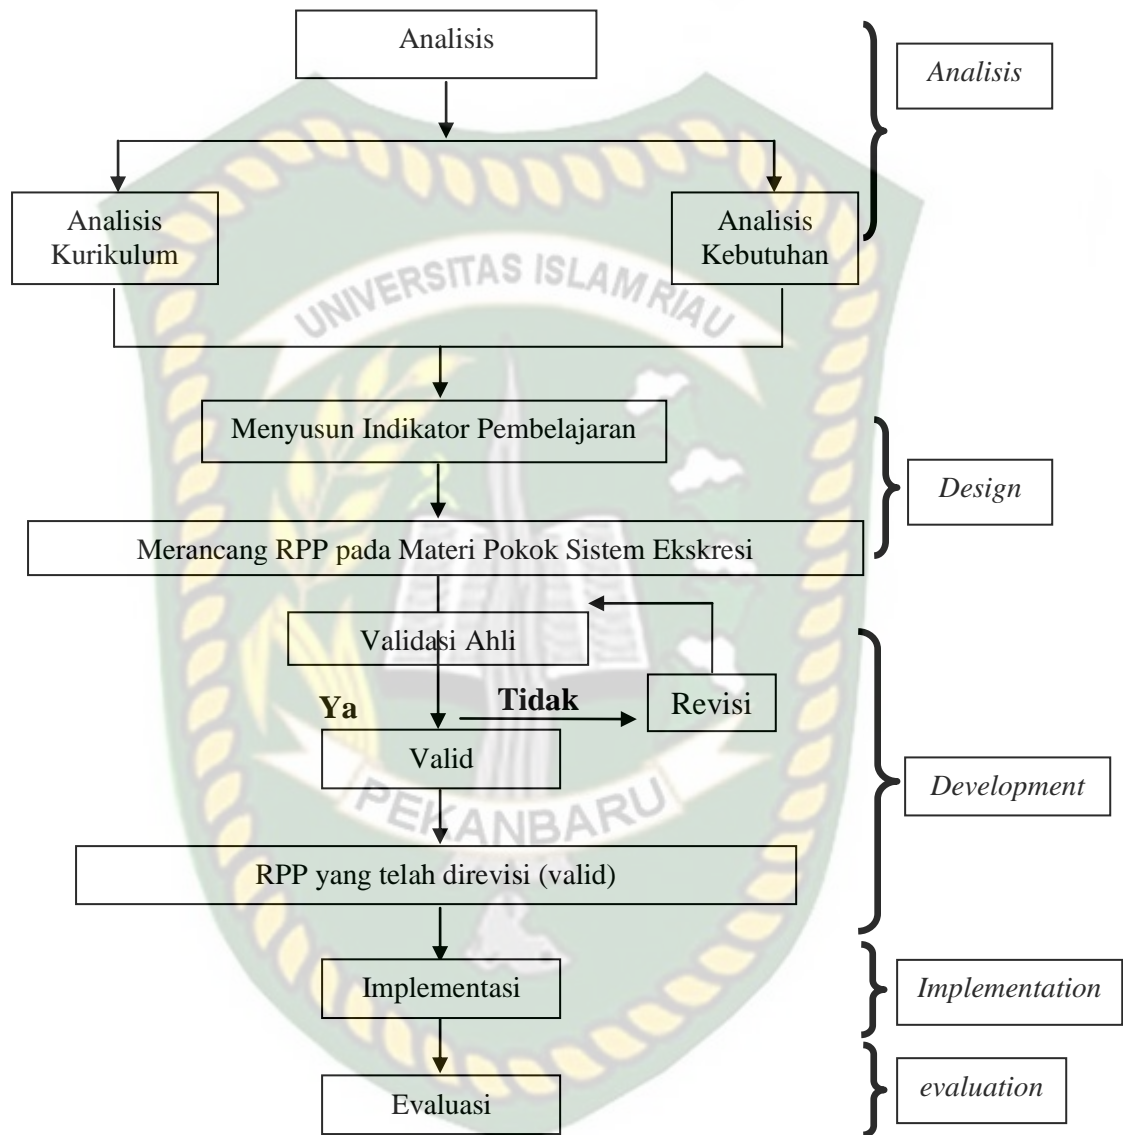 Analisis
Analisis
Analisis
Kurikulum
Analisis
Kebutuhan
UNIVERSITAS ISLAM RIAU
Menyusun Indikator Pembelajaran
Design
Merancang RPP pada Materi Pokok Sistem Ekskresi
Validasi Ahli
Ya
Tidak
Revisi
Valid
Development
PEKANBARU
RPP yang telah direvisi (valid)
Implementasi
Implementation
Evaluasi
evaluation